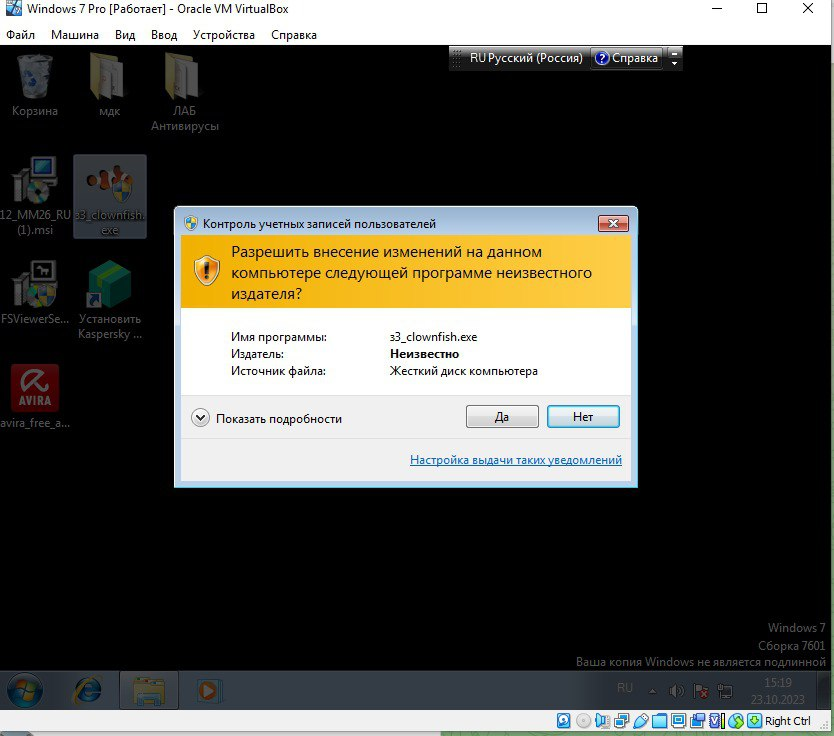 Windows 7 Pro [Работает] - Oracle VM VirtualBox
Файл Машина Вид Ввод Устройства Справка
RU Русский (Россия) ? Справка
Корзина
мдк
ЛАБ
Антивирусы
12_MM26_RU
(1).msi
з3_clownfish.
exe
FSViewerSe...
Установить
Kaspersky ...
AVIRA
avira_free_a...
Контроль учетных записей пользователей
Разрешить внесение изменений на данном
компьютере следующей программе неизвестного
издателя?
Имя программы: з3_clownfish.exe
Издатель: Неизвестно
Источник файла: Жесткий диск компьютера
Показать подробности
Да Нет
Настройка выдачи таких уведомлений
Windows 7
Сборка 7601
Ваша копия Windows не является подлинной
RU
15:19
23.10.2023
Right Ctrl